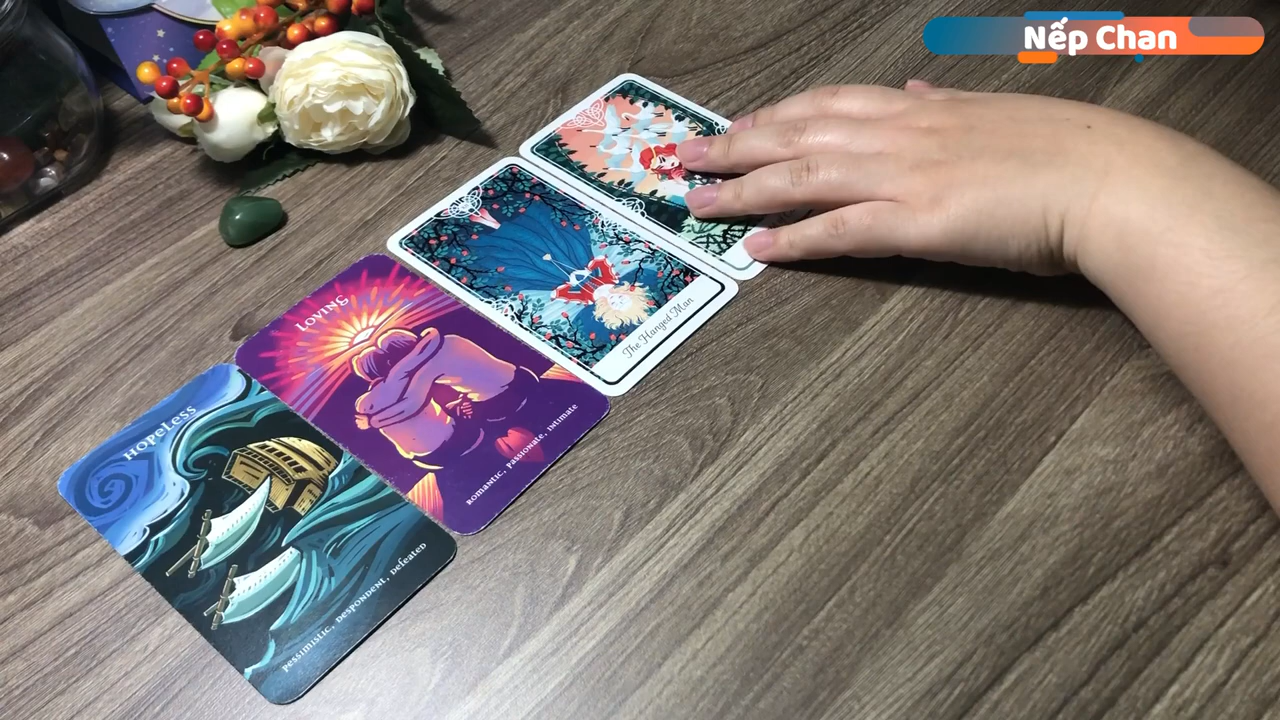 Nếp Chan
The Hanged Man
LOVING
ROMANTIC, PASSIONATE, INTIMATE
HOPELESS
PESSIMISTIC, DESPONDENT, DEFEATED